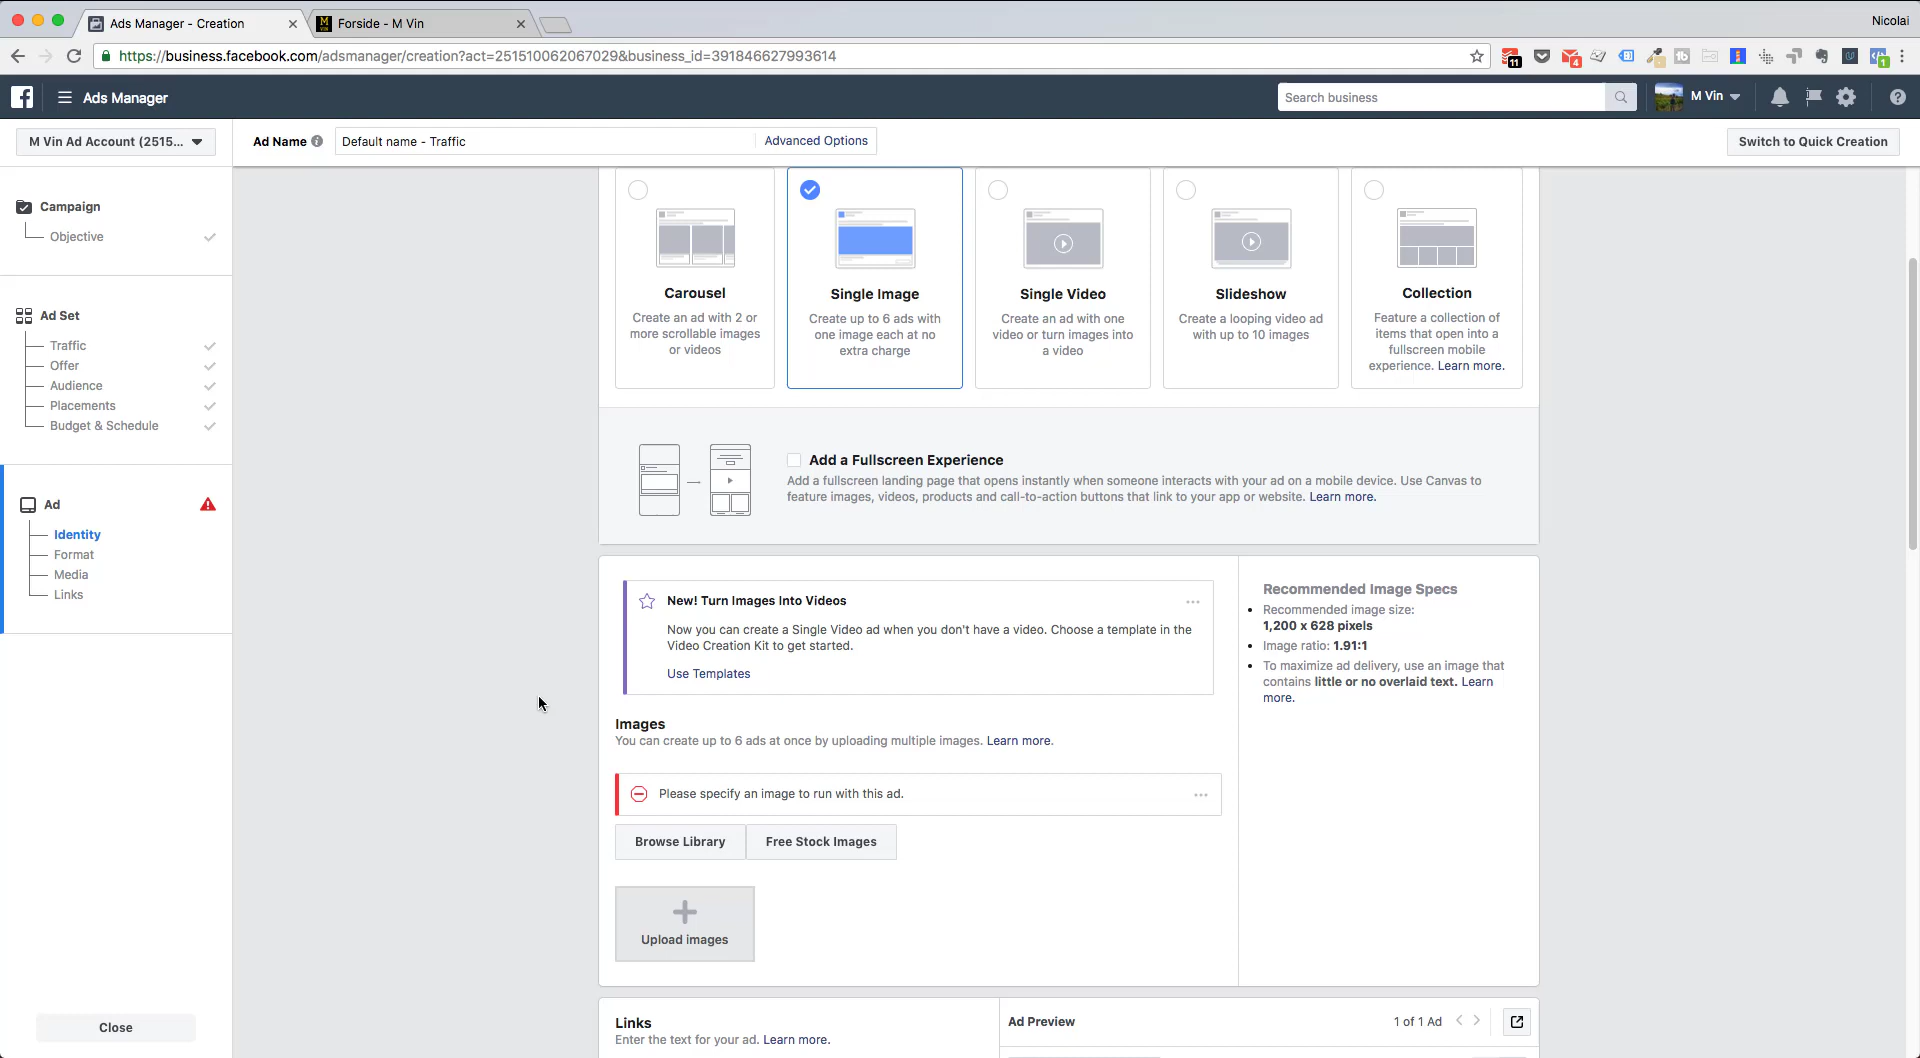 Ads Manager - Creation
Forside - M Vin
Nicolai
https://business.facebook.com/adsmanager/creation?act=251510062067029&business_id=391846627993614
11
4
1
Ads Manager
Search business
M Vin
M Vin Ad Account (2515...
Ad Name
Default name - Traffic
Advanced Options
Switch to Quick Creation
Campaign
Objective
Ad Set
Traffic
Offer
Audience
Placements
Budget & Schedule
Ad
Identity
Format
Media
Links
Close
Carousel
Create an ad with 2 or
more scrollable images
or videos
Single Image
Create up to 6 ads with
one image each at no
extra charge
Single Video
Create an ad with one
video or turn images into
a video
Slideshow
Create a looping video ad
with up to 10 images
Collection
Feature a collection of
items that open into a
fullscreen mobile
experience. Learn more.
Add a Fullscreen Experience
Add a fullscreen landing page that opens instantly when someone interacts with your ad on a mobile device. Use Canvas to
feature images, videos, products and call-to-action buttons that link to your app or website. Learn more.
New! Turn Images Into Videos
Now you can create a Single Video ad when you don't have a video. Choose a template in the
Video Creation Kit to get started.
Use Templates
Images
You can create up to 6 ads at once by uploading multiple images. Learn more.
Please specify an image to run with this ad.
Browse Library
Free Stock Images
Upload images
Recommended Image Specs
Recommended image size:
1,200 x 628 pixels
Image ratio: 1.91:1
To maximize ad delivery, use an image that
contains little or no overlaid text. Learn
more.
Links
Enter the text for your ad. Learn more.
Ad Preview
1 of 1 Ad